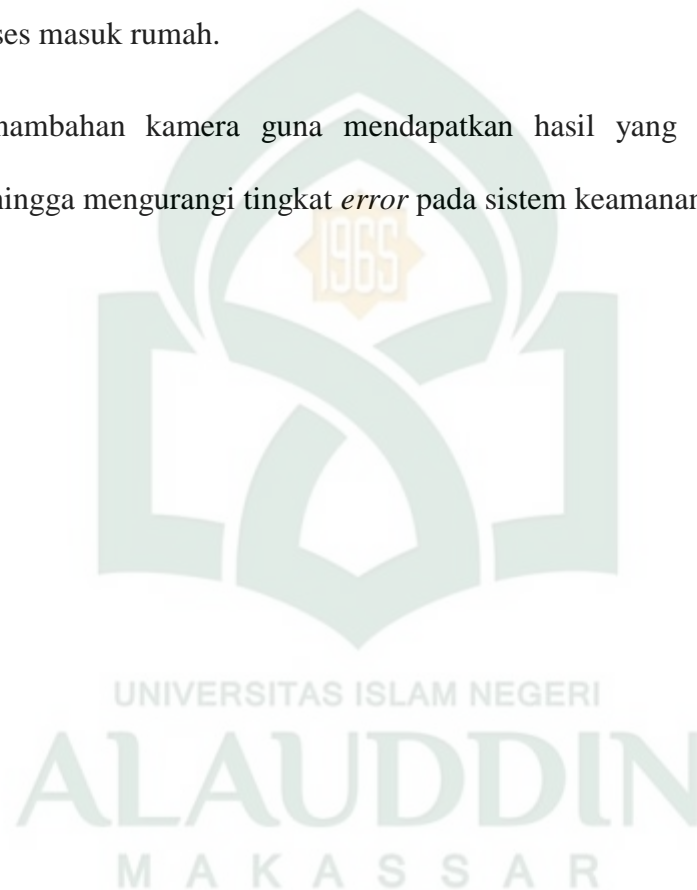 ses masuk rumah.
nambahan kamera guna mendapatkan hasil yang
hingga mengurangi tingkat error pada sistem keamanan
1965
UNIVERSITAS ISLAM NEGERI
ALAUDDIN
MAKASSAR